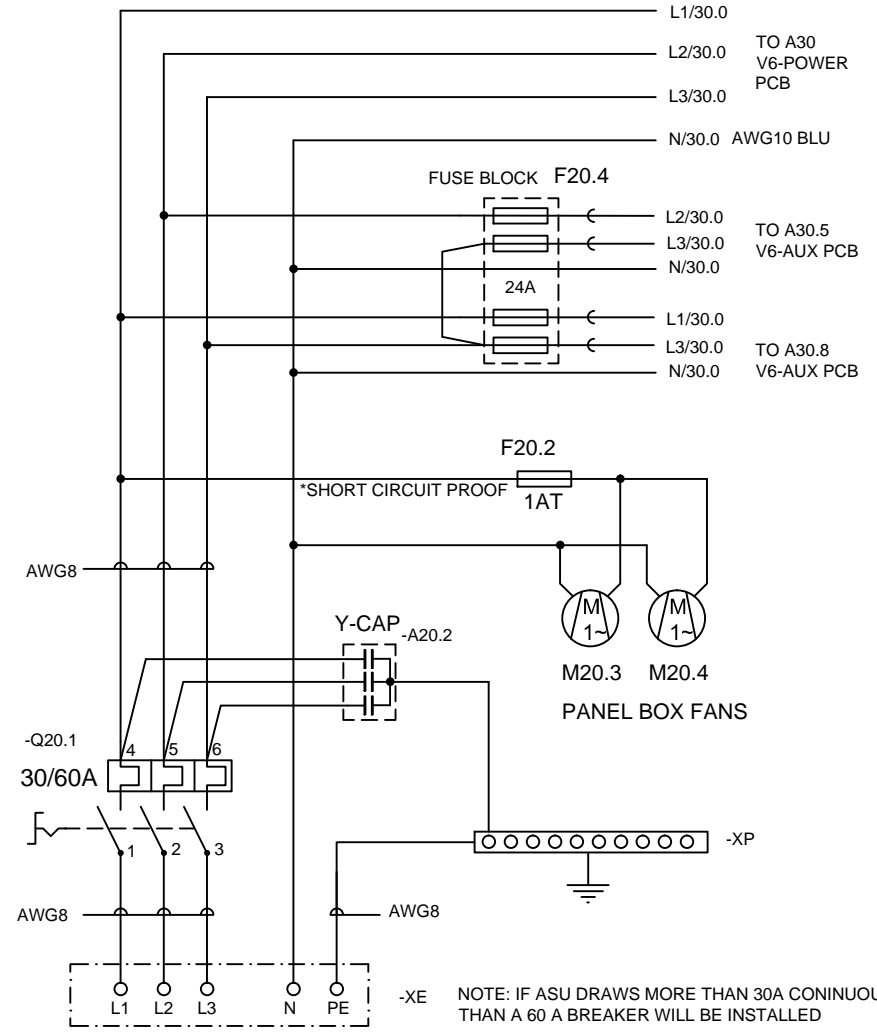 L1/30.0
L2/30.0
TO A30
V6-POWER
PCB
L3/30.0
N/30.0 AWG10 BLU
FUSE BLOCK F20.4
L2/30.0
L3/30.0
N/30.0
TO A30.5
V6-AUX PCB
24A
L1/30.0
L3/30.0
N/30.0
TO A30.8
V6-AUX PCB
F20.2
*SHORT CIRCUIT PROOF
1AT
AWG8
M
1~
M
1~
M20.3
M20.4
PANEL BOX FANS
Y-CAP
-A20.2
-Q20.1
30/60A
4
5
6
1
2
3
-XP
AWG8
AWG8
L1
L2
L3
N
PE
-XE
NOTE: IF ASU DRAWS MORE THAN 30A CONINUOU
THAN A 60 A BREAKER WILL BE INSTALLED